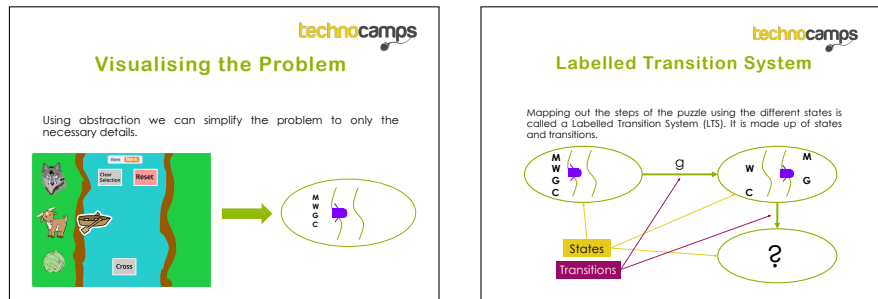 technocamps
Visualising the Problem
Using abstraction we can simplify the problem to only the
necessary details.
Item
Clear
Selection
Reset
Cross
M
W
G
C
technocamps
Labelled Transition System
Mapping out the steps of the puzzle using the different states is
called a Labelled Transition System (LTS). It is made up of states
and transitions.
M
W
G
C
g
W
C
M
G
States
Transitions
?